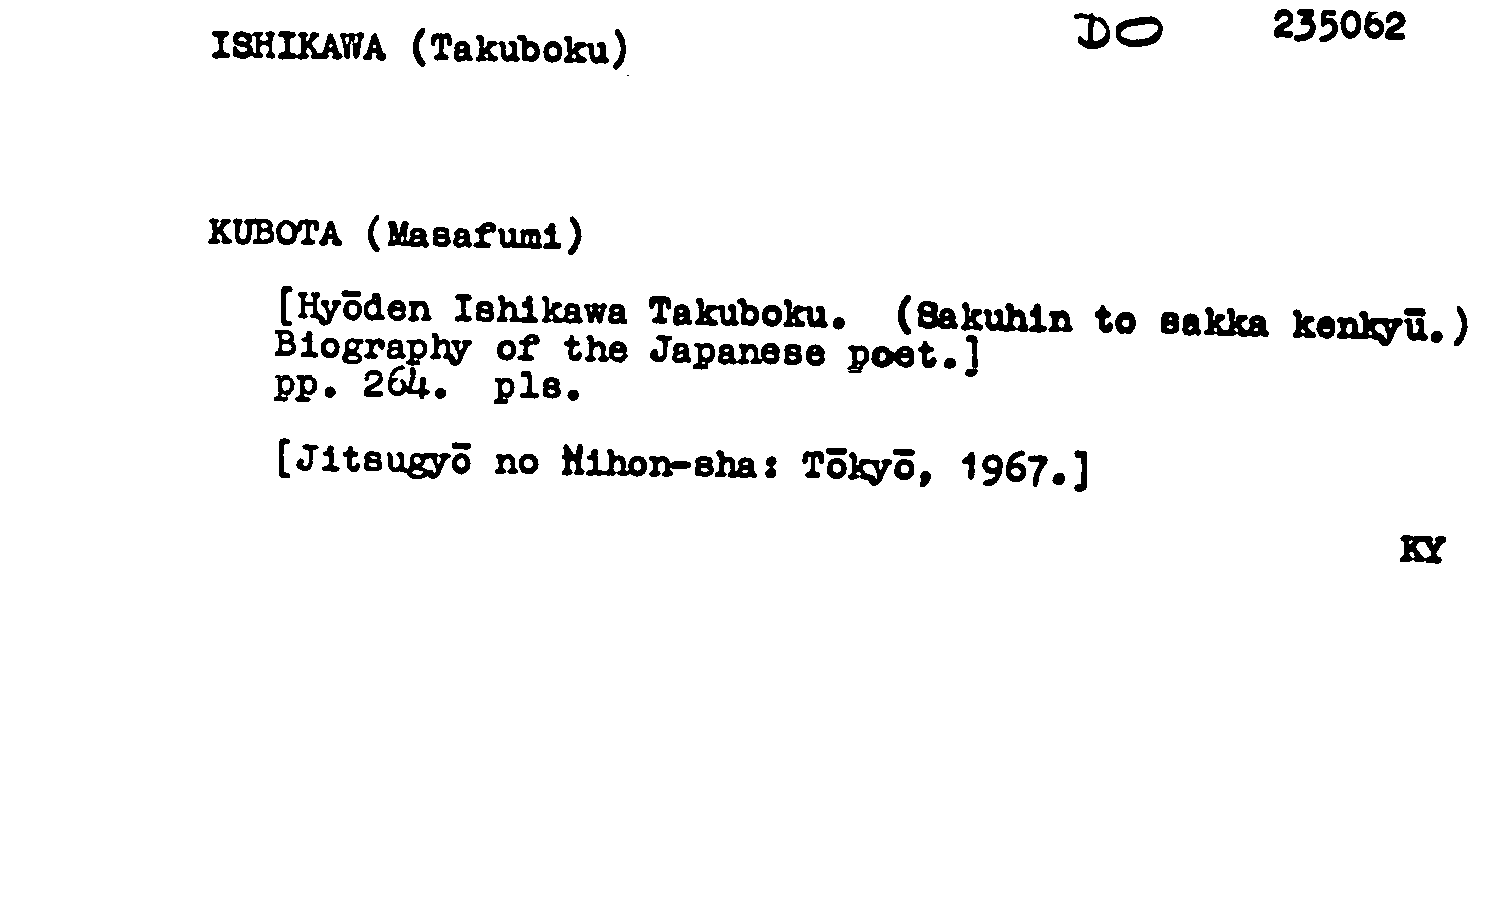 ISHIKAWA (Takuboku) DO 235062
KUBOTA (Masafumi)
[Hyōden Ishikawa Takuboku. (Sakuhin to sakka kenkyū.)
Biography of the Japanese poet.]
pp. 264. pls.
[Jitsugyō no Nihon-sha: Tōkyō, 1967.]
KY